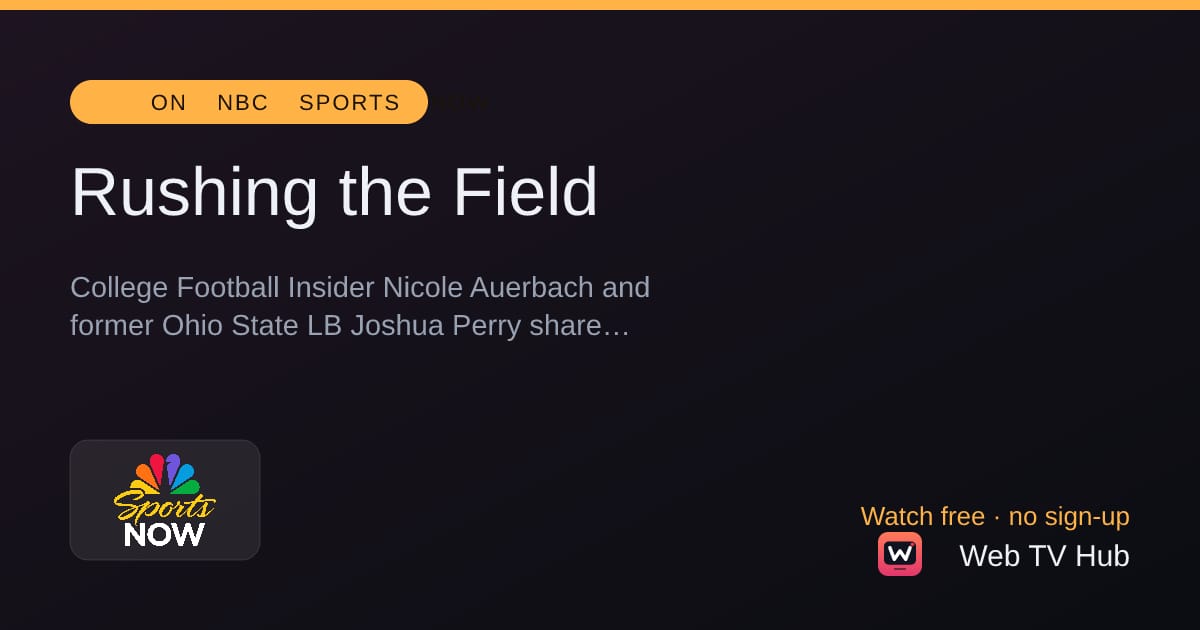 ON NBC SPORTS NOW
Rushing the Field
College Football Insider Nicole Auerbach and
former Ohio State LB Joshua Perry share…
Sports
NOW
Watch free · no sign-up
W
Web TV Hub